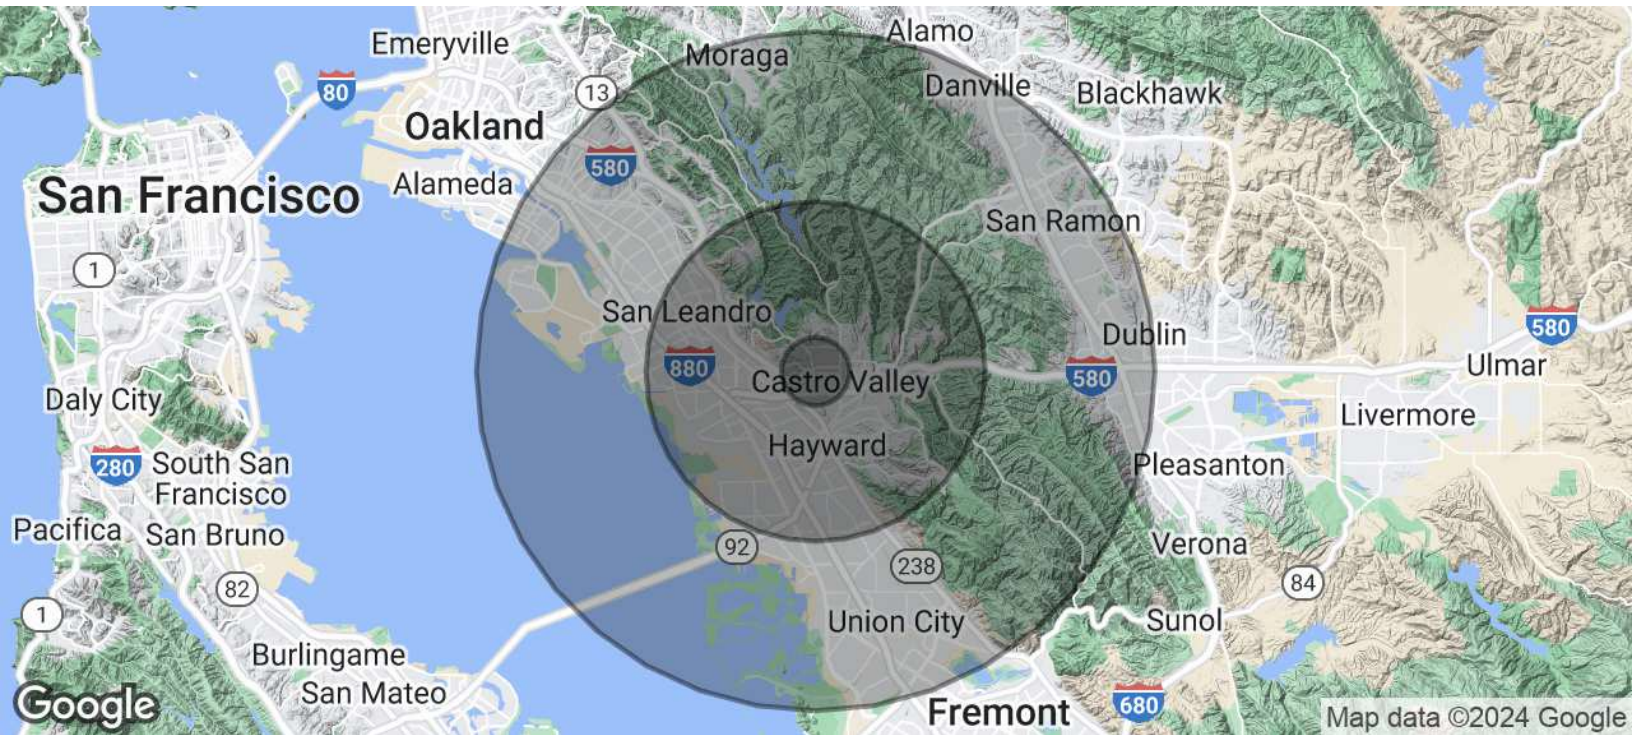 Alamo
Emeryville
Moraga
Danville
80
13
Blackhawk
Oakland
580
Alameda
San Francisco
San Ramon
1
San Leandro
580
Dublin
880
Ulmar
580
Castro Valley
Daly City
Livermore
Hayward
280
South San
Francisco
Pleasanton
Pacifica
San Bruno
92
Verona
238
84
82
1
Union City
Sunol
Burlingame
San Mateo
Google
680
Fremont
Map data ©2024 Google